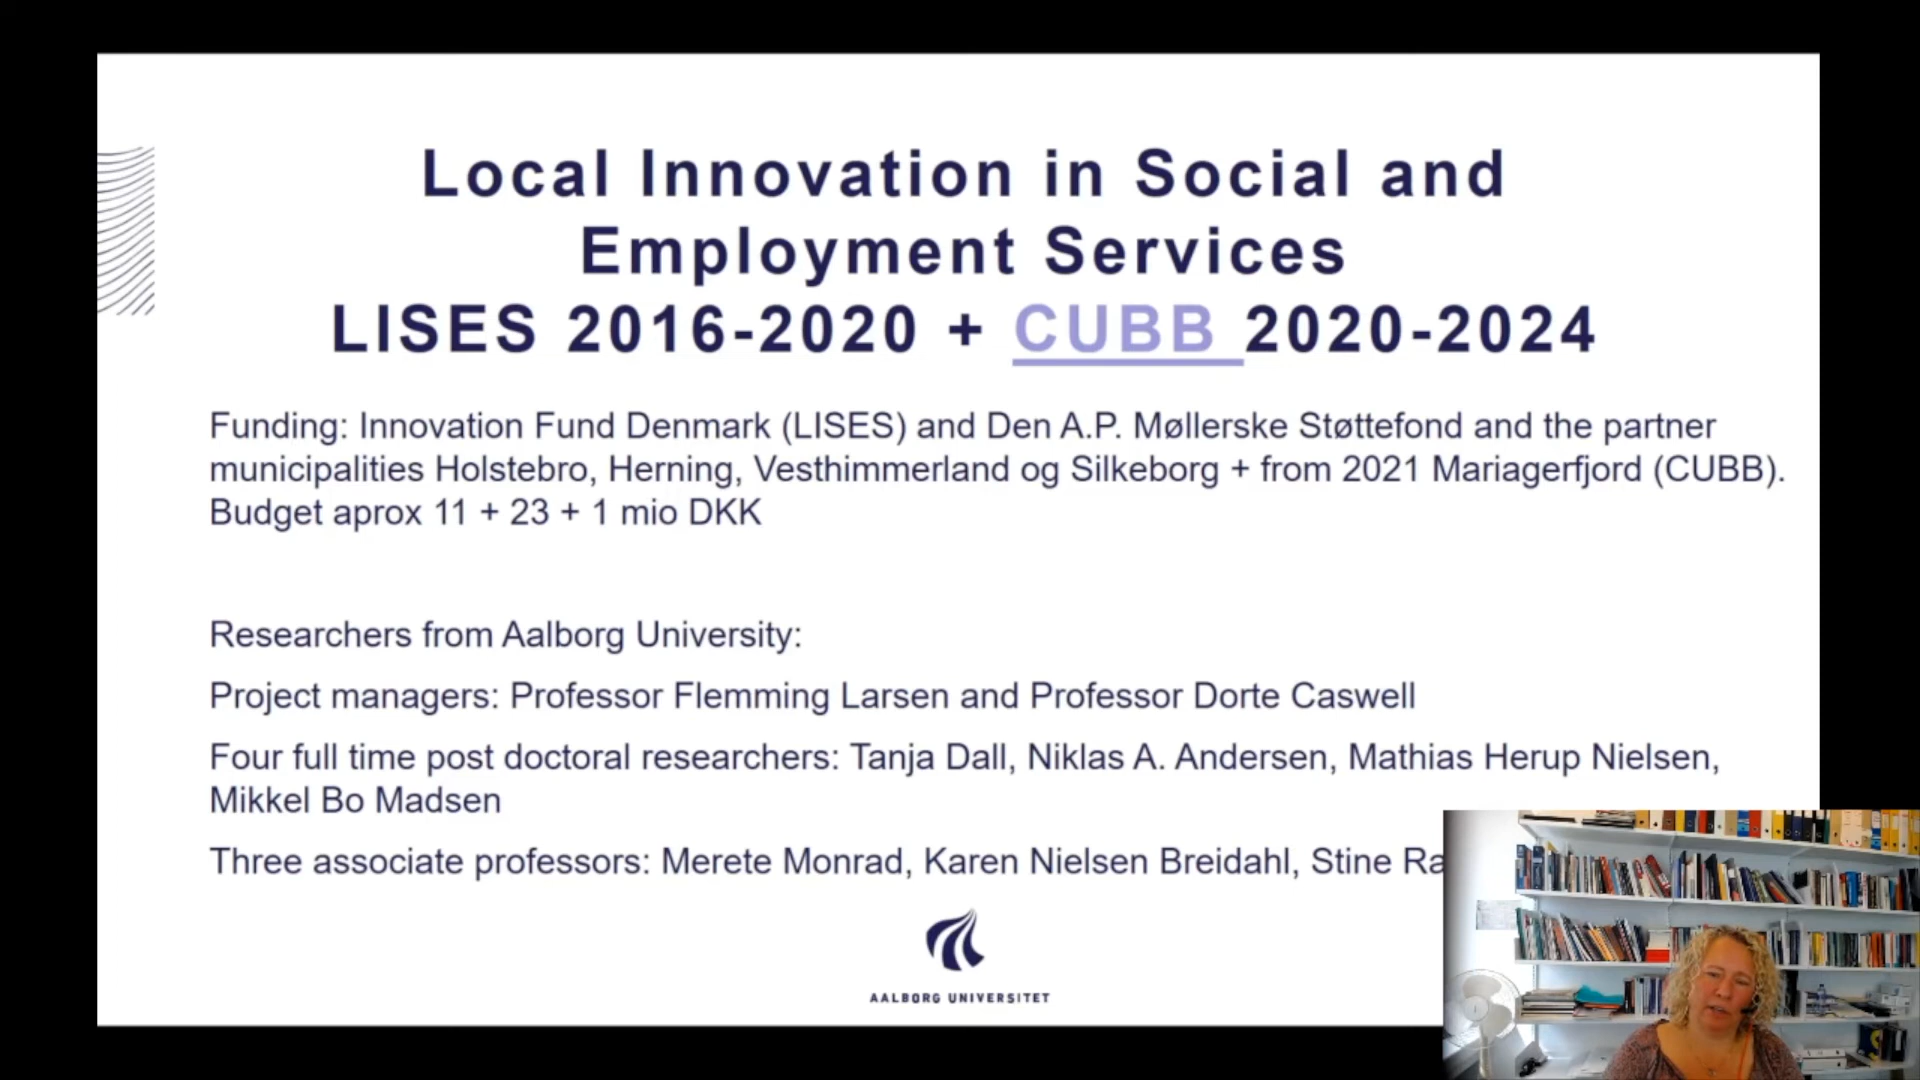 Local Innovation in Social and
Employment Services
LISES 2016-2020 + CUBB 2020-2024
Funding: Innovation Fund Denmark (LISES) and Den A.P. Møllerske Støttefond and the partner
municipalities Holstebro, Herning, Vesthimmerland og Silkeborg + from 2021 Mariagerfjord (CUBB).
Budget aprox 11 + 23 + 1 mio DKK
Researchers from Aalborg University:
Project managers: Professor Flemming Larsen and Professor Dorte Caswell
Four full time post doctoral researchers: Tanja Dall, Niklas A. Andersen, Mathias Herup Nielsen,
Mikkel Bo Madsen
Three associate professors: Merete Monrad, Karen Nielsen Breidahl, Stine
AALBORG UNIVERSITET